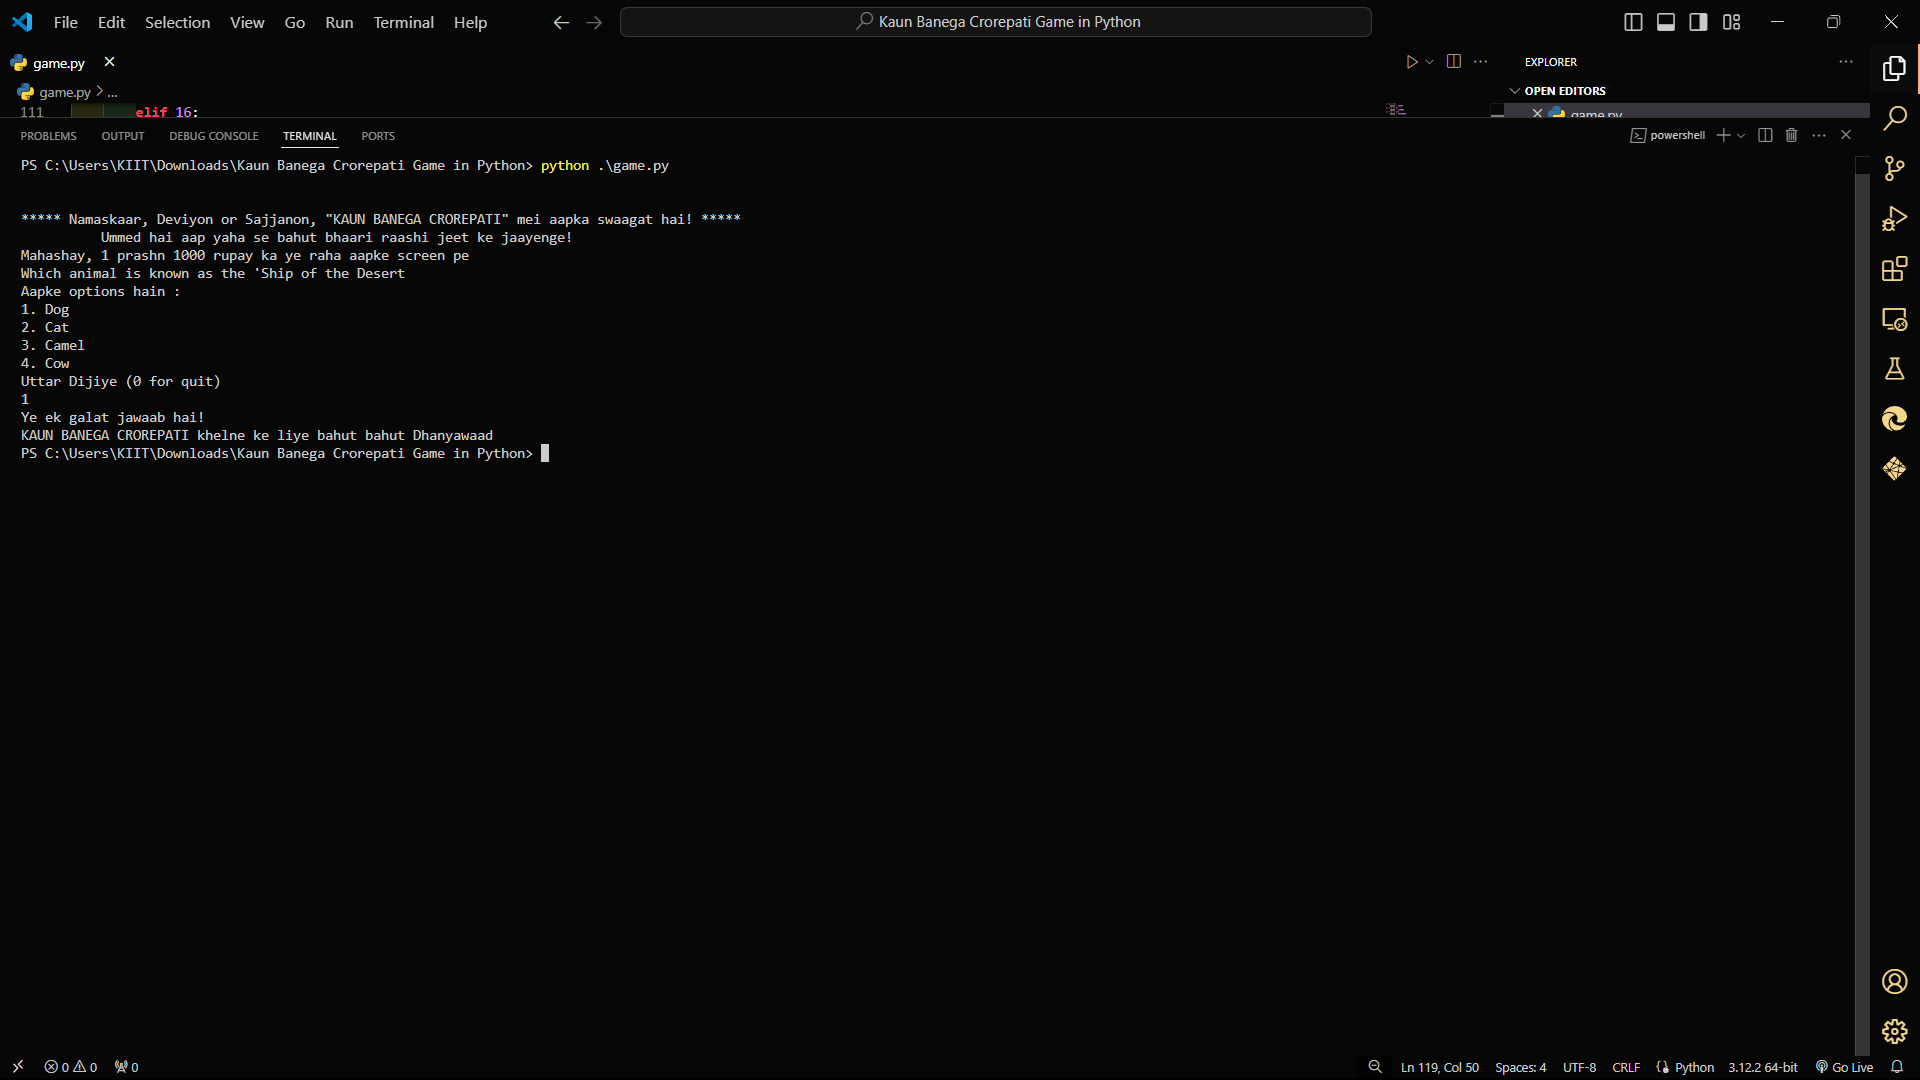 File Edit Selection View Go Run Terminal Help
Kaun Banega Crorepati Game in Python
game.py
EXPLORER
game.py > ...
OPEN EDITORS
111 elif 16:
game.py
PROBLEMS OUTPUT DEBUG CONSOLE TERMINAL PORTS
powershell
PS C:\Users\KIIT\Downloads\Kaun Banega Crorepati Game in Python> python .\game.py
***** Namaskaar, Deviyon or Sajjanon, "KAUN BANEGA CROREPATI" mei aapka swaagat hai! *****
Ummed hai aap yaha se bahut bhaari raashi jeet ke jaayenge!
Mahashay, 1 prashn 1000 rupay ka ye raha aapke screen pe
Which animal is known as the 'Ship of the Desert
Aapke options hain :
1. Dog
2. Cat
3. Camel
4. Cow
Uttar Dijiye (0 for quit)
1
Ye ek galat jawaab hai!
KAUN BANEGA CROREPATI khelne ke liye bahut bahut Dhanyawaad
PS C:\Users\KIIT\Downloads\Kaun Banega Crorepati Game in Python>
0 0 0
Ln 119, Col 50 Spaces: 4 UTF-8 CRLF Python 3.12.2 64-bit Go Live